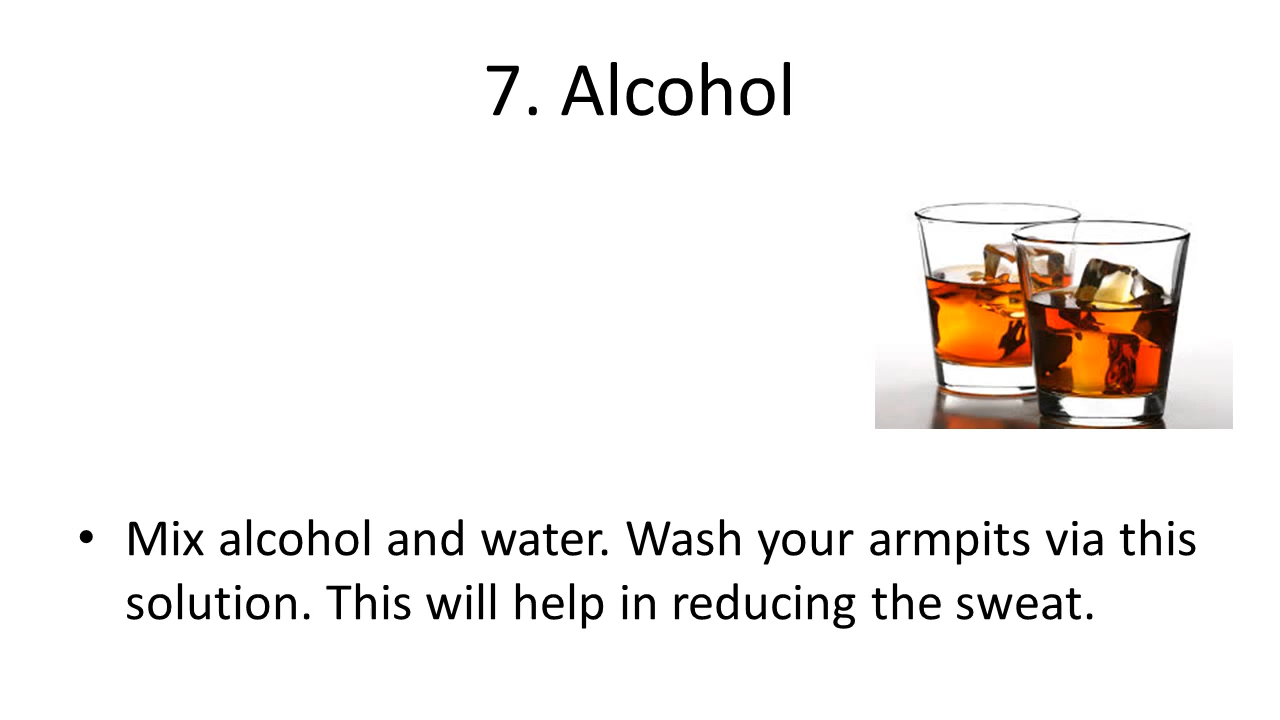 7. Alcohol
• Mix alcohol and water. Wash your armpits via this
solution. This will help in reducing the sweat.